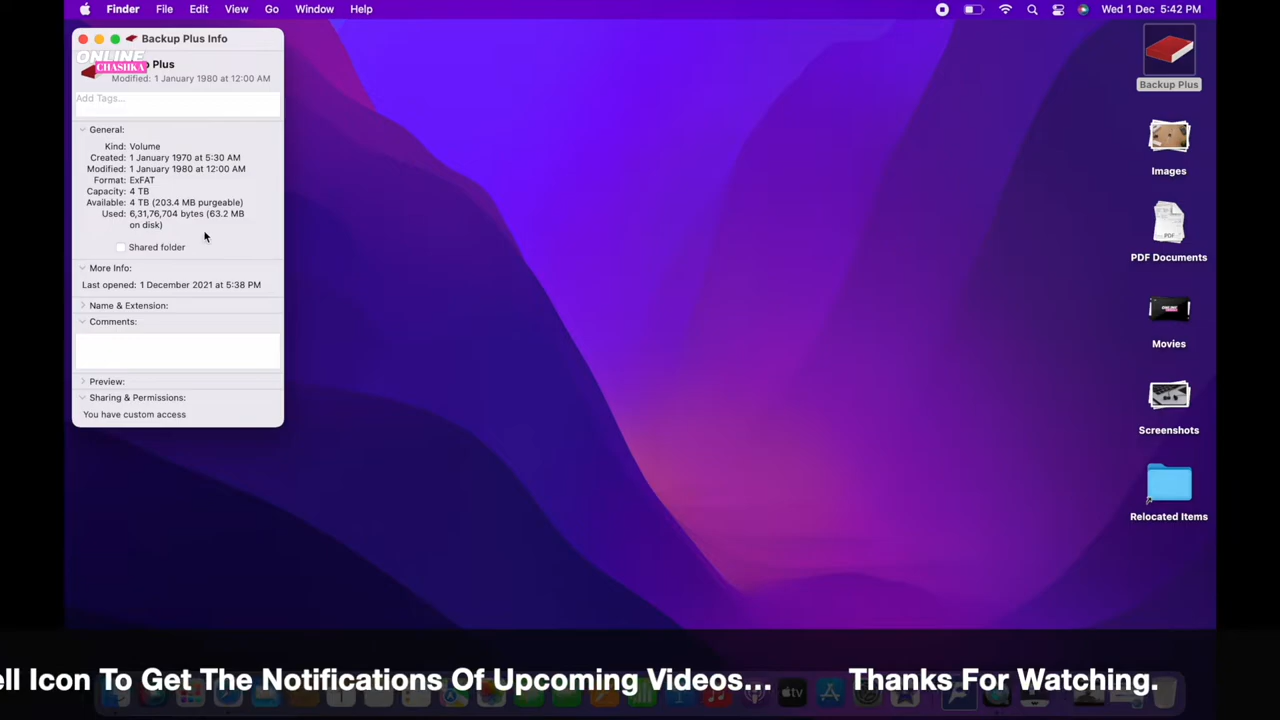 Finder File Edit View Go Window Help Wed 1 Dec 5:42 PM
Backup Plus Info
ONLINE
CHASHKA
Plus
Modified: 1 January 1980 at 12:00 AM
Add Tags...
General:
Kind: Volume
Created: 1 January 1970 at 5:30 AM
Modified: 1 January 1980 at 12:00 AM
Format: ExFAT
Capacity: 4 TB
Available: 4 TB (203.4 MB purgeable)
Used: 6,31,76,704 bytes (63.2 MB
on disk)
Shared folder
More Info:
Last opened: 1 December 2021 at 5:38 PM
Name & Extension:
Comments:
Preview:
Sharing & Permissions:
You have custom access
Backup Plus
Images
PDF
PDF Documents
Movies
Screenshots
Relocated Items
ell Icon To Get The Notifications Of Upcoming Videos... Thanks For Watching.
tv